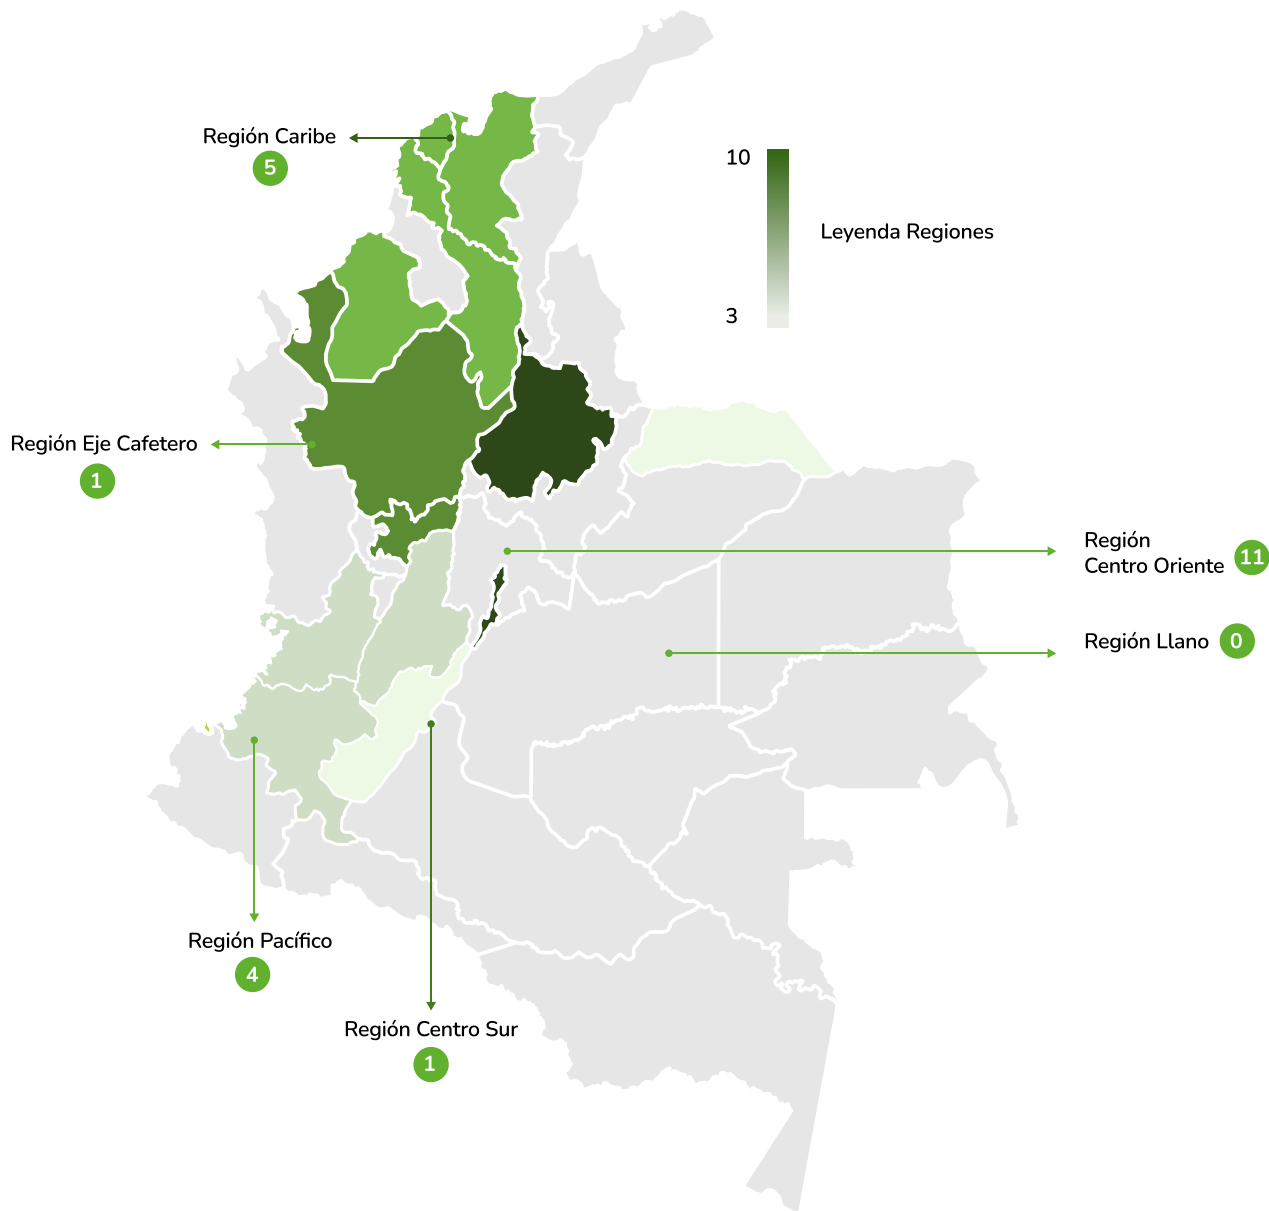 Región Caribe
5
10
Leyenda Regiones
3
Región Eje Cafetero
1
Región
Centro Oriente
11
Región Llano
0
Región Pacífico
4
Región Centro Sur
1